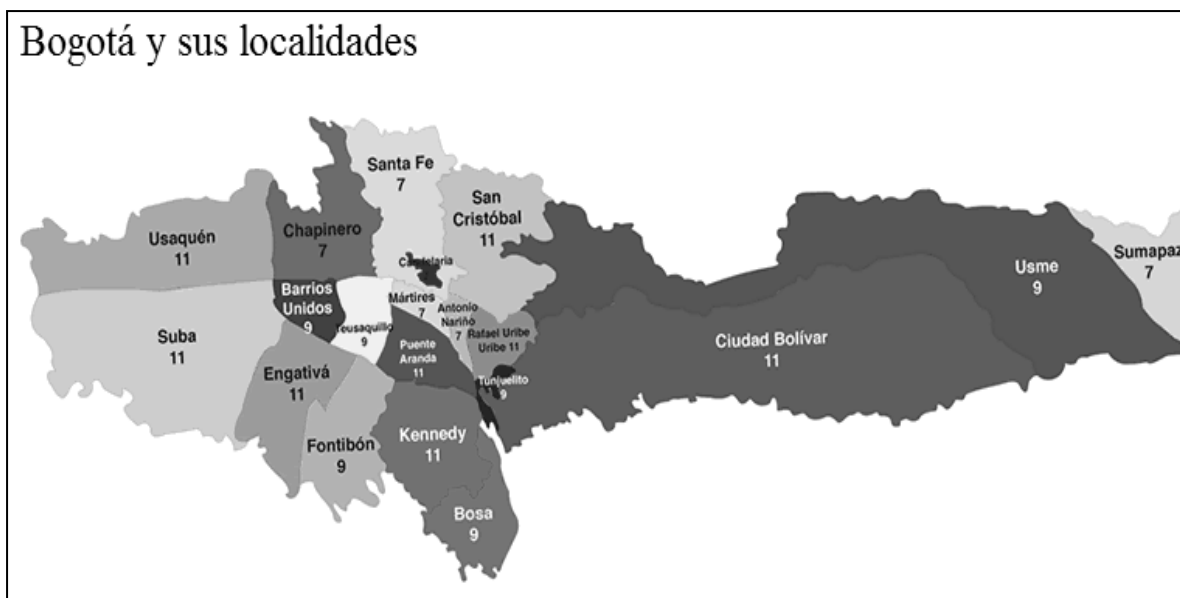 Bogotá y sus localidades
Santa Fe
7
San
Cristóbal
11
Chapinero
7
Usaquén
11
Candelaria
Sumapaz
7
Usme
9
Barrios
Unidos
9
Mártires
7
Antonio
Nariño
7
Teusaquillo
9
Rafael Uribe
Uribe 11
Suba
11
Puente
Aranda
11
Ciudad Bolívar
11
Engativá
11
Tunjuelito
9
Kennedy
11
Fontibón
9
Bosa
9